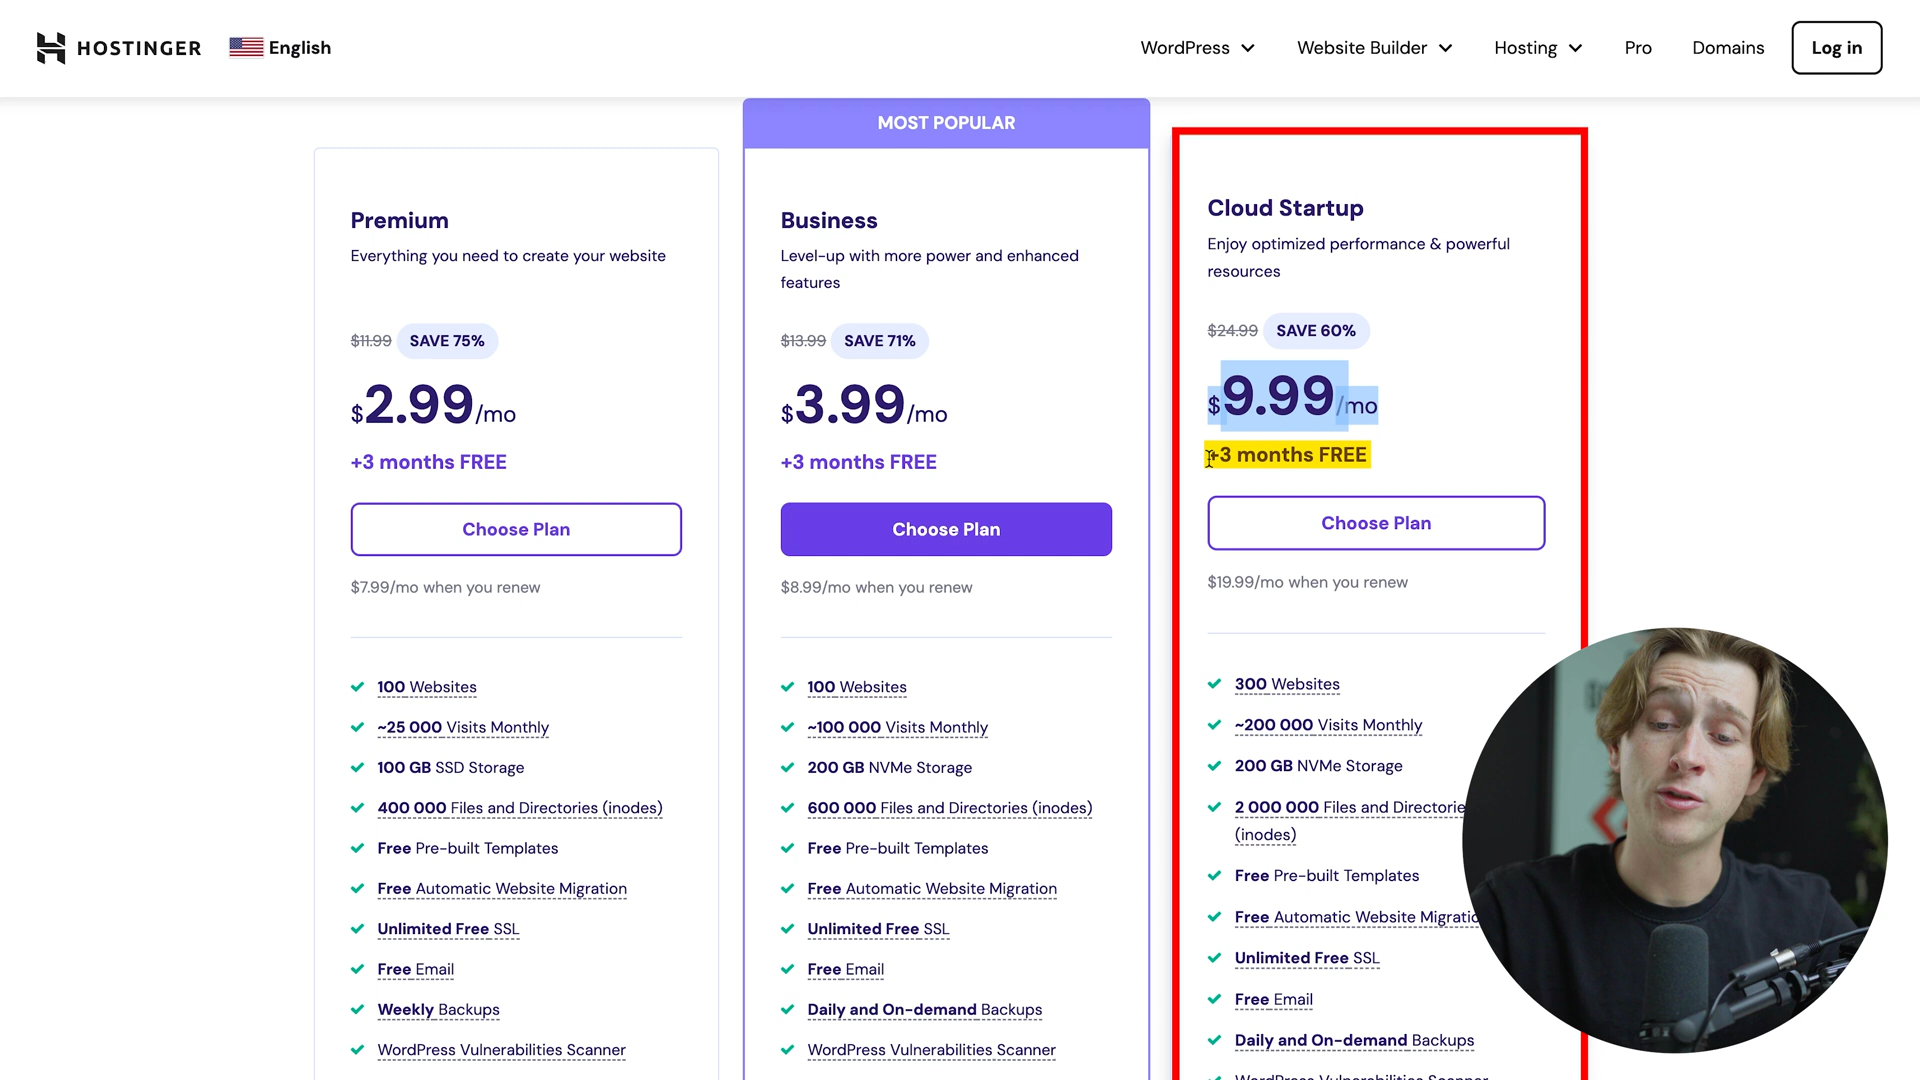 HOSTINGER
English
WordPress
Website Builder
Hosting
Pro
Domains
Log in
MOST POPULAR
Premium
Everything you need to create your website
$11.99 SAVE 75%
$2.99/mo
+3 months FREE
Choose Plan
$7.99/mo when you renew
100 Websites
~25 000 Visits Monthly
100 GB SSD Storage
400 000 Files and Directories (inodes)
Free Pre-built Templates
Free Automatic Website Migration
Unlimited Free SSL
Free Email
Weekly Backups
WordPress Vulnerabilities Scanner
Business
Level-up with more power and enhanced
features
$13.99 SAVE 71%
$3.99/mo
+3 months FREE
Choose Plan
$8.99/mo when you renew
100 Websites
~100 000 Visits Monthly
200 GB NVMe Storage
600 000 Files and Directories (inodes)
Free Pre-built Templates
Free Automatic Website Migration
Unlimited Free SSL
Free Email
Daily and On-demand Backups
WordPress Vulnerabilities Scanner
Cloud Startup
Enjoy optimized performance & powerful
resources
$24.99 SAVE 60%
$9.99/mo
+3 months FREE
Choose Plan
$19.99/mo when you renew
300 Websites
~200 000 Visits Monthly
200 GB NVMe Storage
2 000 000 Files and Directorie
(inodes)
Free Pre-built Templates
Free Automatic Website Migratio
Unlimited Free SSL
Free Email
Daily and On-demand Backups
WordPress Vulnerabilities Scanner